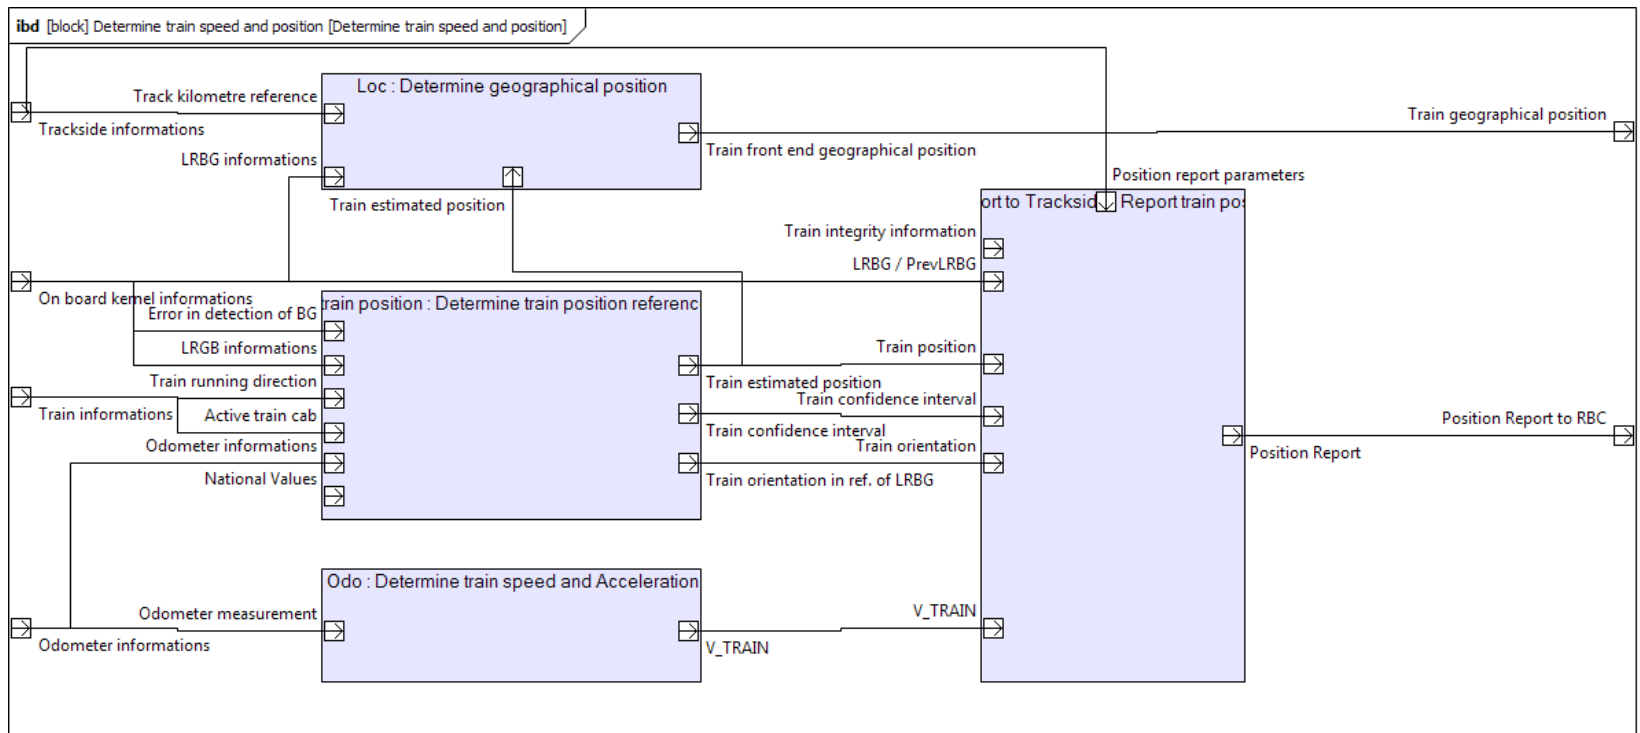 ibd [block] Determine train speed and position [Determine train speed and position]
Loc : Determine geographical position
Track kilometre reference
Trackside informations
LRBG informations
Train estimated position
Train front end geographical position
Train geographical position
Position report parameters
ort to Tracksid Report train pos
Train integrity information
LRBG / PrevLRBG
On board kernel informations
train position : Determine train position referenc
Error in detection of BG
LRGB informations
Train running direction
Train informations
Active train cab
Odometer informations
National Values
Train position
Train estimated position
Train confidence interval
Train confidence interval
Train orientation
Train orientation in ref. of LRBG
Position Report to RBC
Position Report
Odo : Determine train speed and Acceleration
Odometer measurement
Odometer informations
V_TRAIN
V_TRAIN